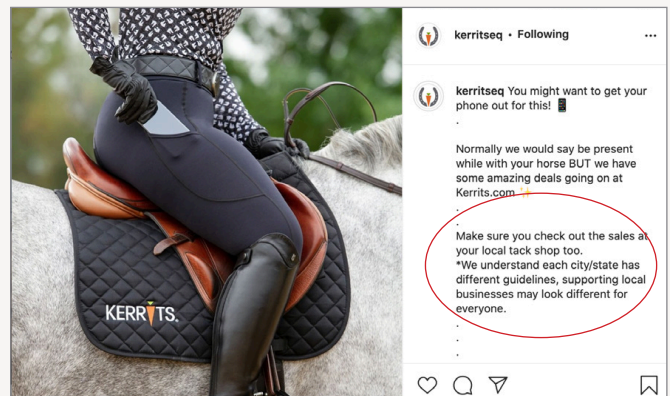 kerritseq • Following
...
kerritseq You might want to get your
phone out for this! 📱
.
Normally we would say be present
while with your horse BUT we have
some amazing deals going on at
Kerrits.com ✨
.
.
Make sure you check out the sales at
your local tack shop too.
*We understand each city/state has
different guidelines, supporting local
businesses may look different for
everyone.
.
.
.
KERRITS.